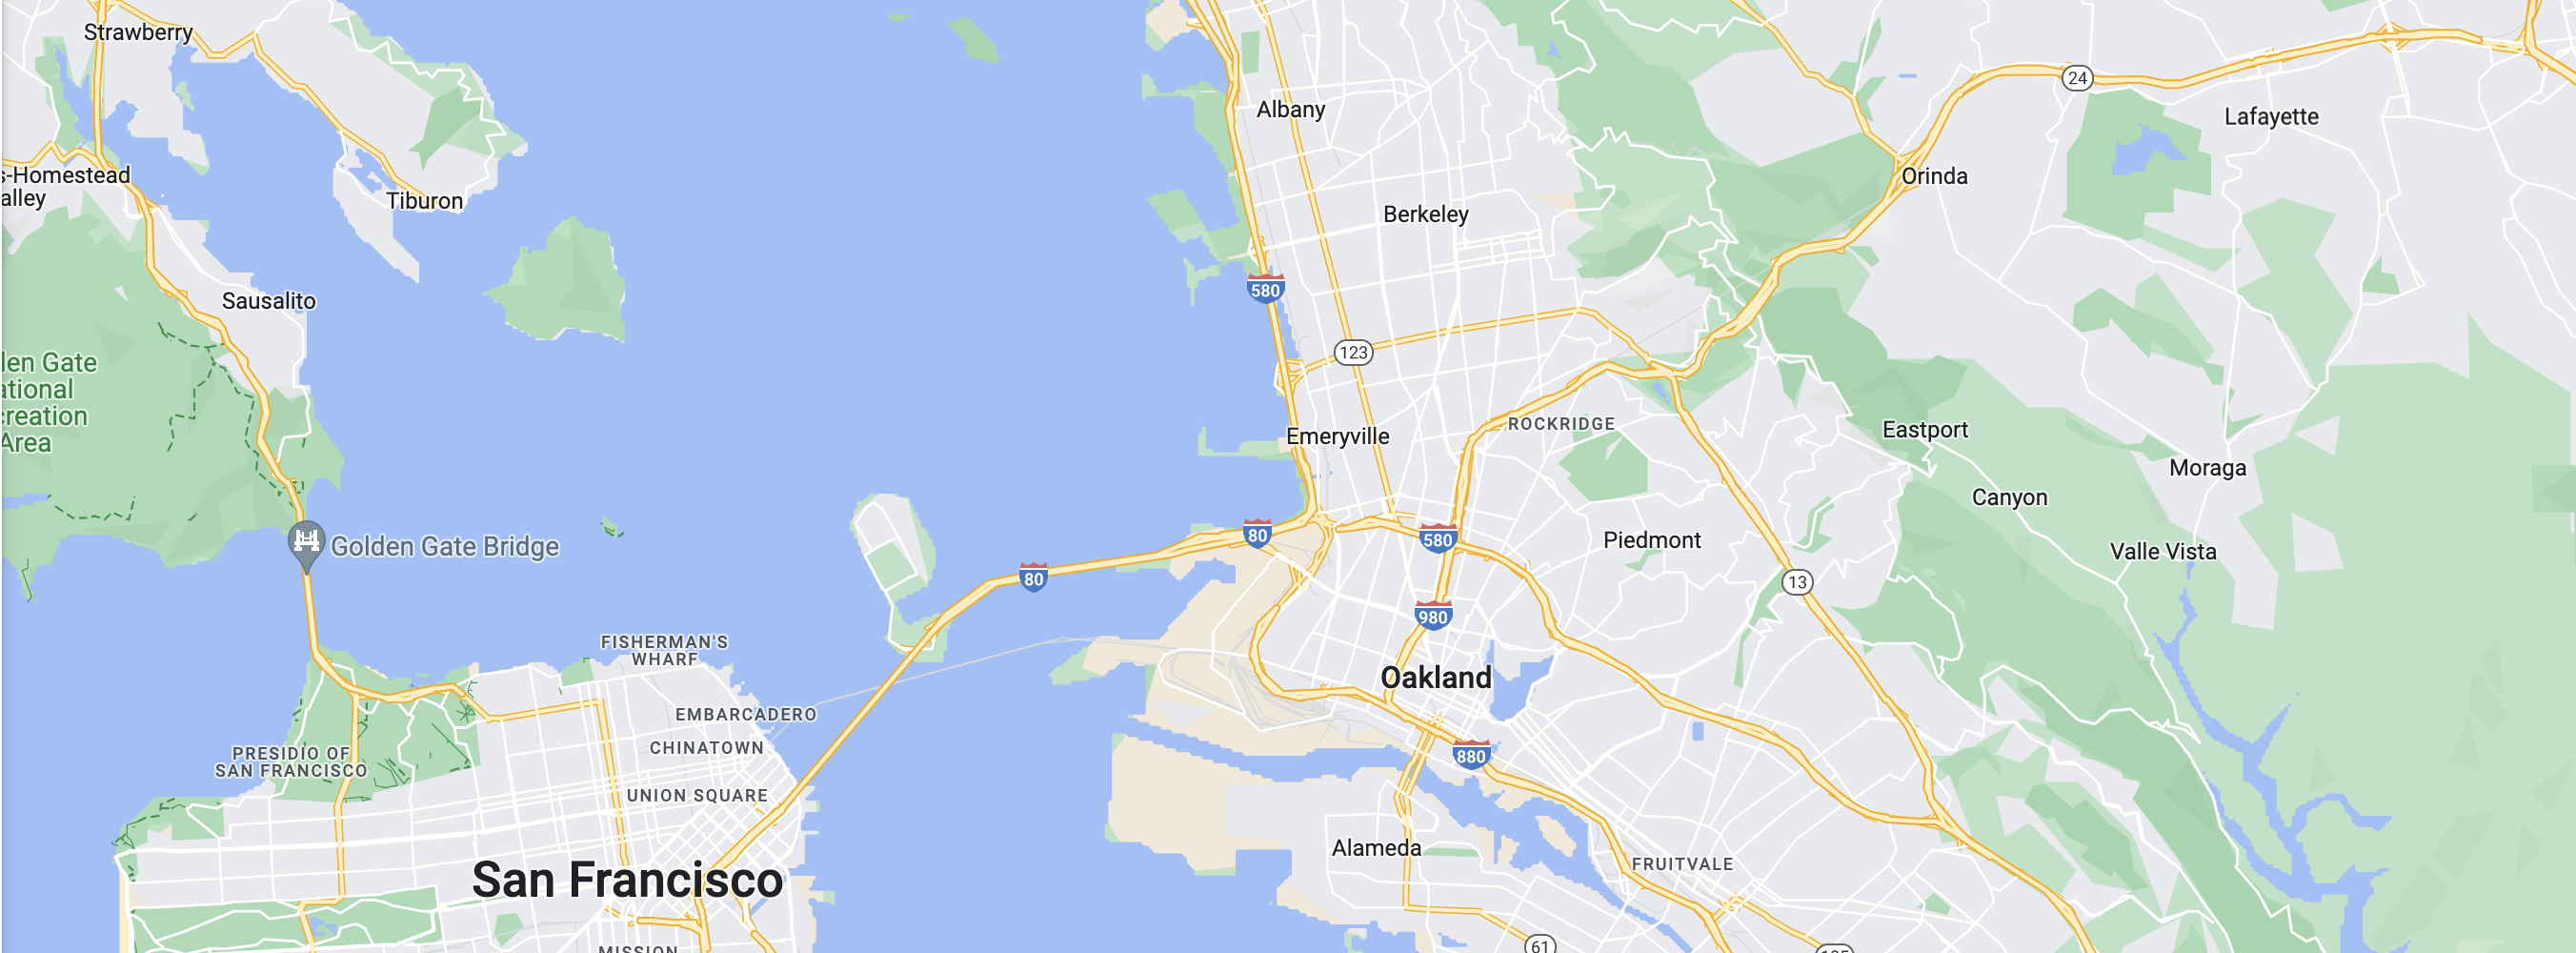 Strawberry
24
Albany
Lafayette
s-Homestead
alley
Orinda
Tiburon
Berkeley
580
Sausalito
123
len Gate
ational
creation
Area
ROCKRIDGE
Eastport
Emeryville
Moraga
Canyon
80
580
Piedmont
Golden Gate Bridge
Valle Vista
80
13
980
FISHERMAN'S
WHARF
Oakland
EMBARCADERO
CHINATOWN
PRESIDIO OF
SAN FRANCISCO
880
UNION SQUARE
Alameda
FRUITVALE
San Francisco
61
MISSION